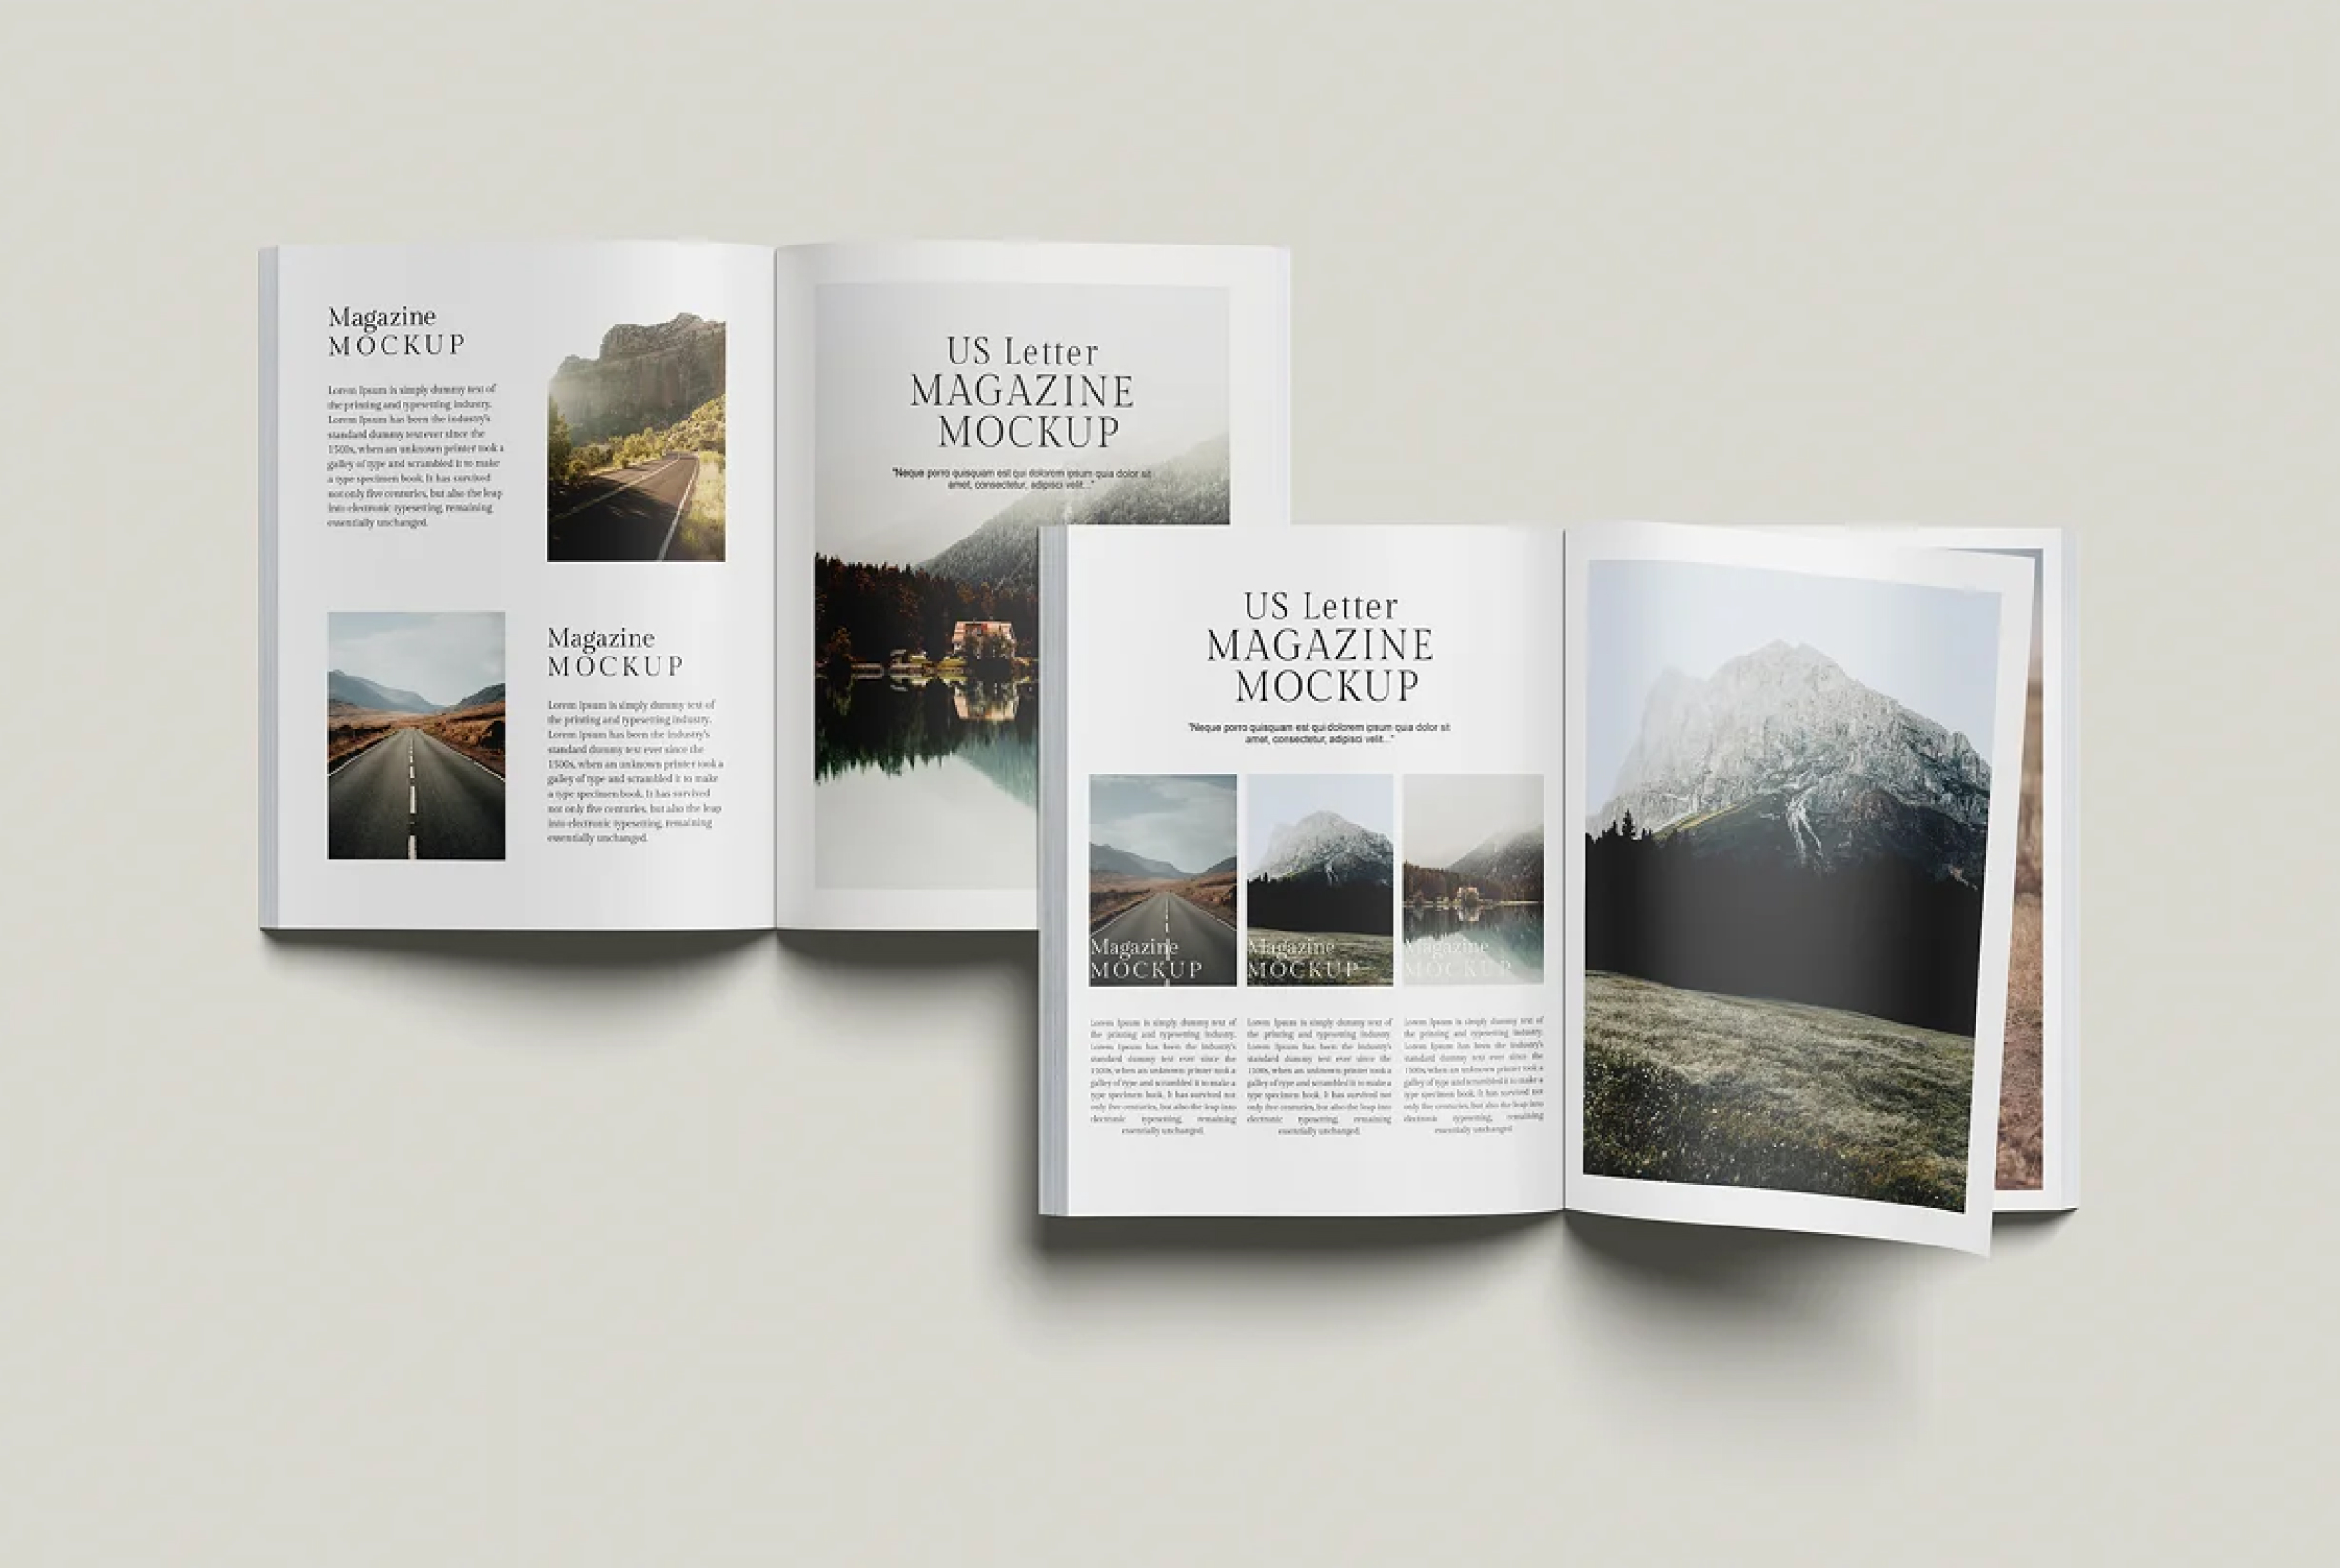 Magazine
MOCKUP
Lorem Ipsum is simply dummy text of
the printing and typesetting industry.
Lorem Ipsum has been the industry's
standard dummy text ever since the
1500s, when an unknown printer took a
galley of type and scrambled it to make
a type specimen book. It has survived
not only five centuries, but also the leap
into electronic typesetting, remaining
essentially unchanged.
Magazine
MOCKUP
Lorem Ipsum is simply dummy text of
the printing and typesetting industry.
Lorem Ipsum has been the industry's
standard dummy text ever since the
1500s, when an unknown printer took a
galley of type and scrambled it to make
a type specimen book. It has survived
not only five centuries, but also the leap
into electronic typesetting, remaining
essentially unchanged.
US Letter
MAGAZINE
MOCKUP
"Neque porro quisquam est qui dolorem ipsum quia dolor sit
amet, consectetur, adipisci velit..."
US Letter
MAGAZINE
MOCKUP
"Neque porro quisquam est qui dolorem ipsum quia dolor sit
amet, consectetur, adipisci velit..."
Magazine
MOCKUP
Lorem Ipsum is simply dummy text of
the printing and typesetting industry.
Lorem Ipsum has been the industry's
standard dummy text ever since the
1500s, when an unknown printer took a
galley of type and scrambled it to make a
type specimen book. It has survived not
only five centuries, but also the leap into
electronic typesetting, remaining
essentially unchanged.
Magazine
MOCKUP
Lorem Ipsum is simply dummy text of
the printing and typesetting industry.
Lorem Ipsum has been the industry's
standard dummy text ever since the
1500s, when an unknown printer took a
galley of type and scrambled it to make a
type specimen book. It has survived not
only five centuries, but also the leap into
electronic typesetting, remaining
essentially unchanged.
Magazine
MOCKUP
Lorem Ipsum is simply dummy text of
the printing and typesetting industry.
Lorem Ipsum has been the industry's
standard dummy text ever since the
1500s, when an unknown printer took a
galley of type and scrambled it to make a
type specimen book. It has survived not
only five centuries, but also the leap into
electronic typesetting, remaining
essentially unchanged